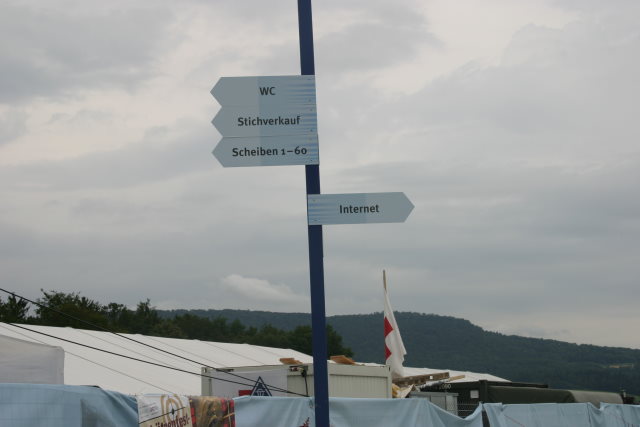 WC
Stichverkauf
Scheiben 1–60
Internet